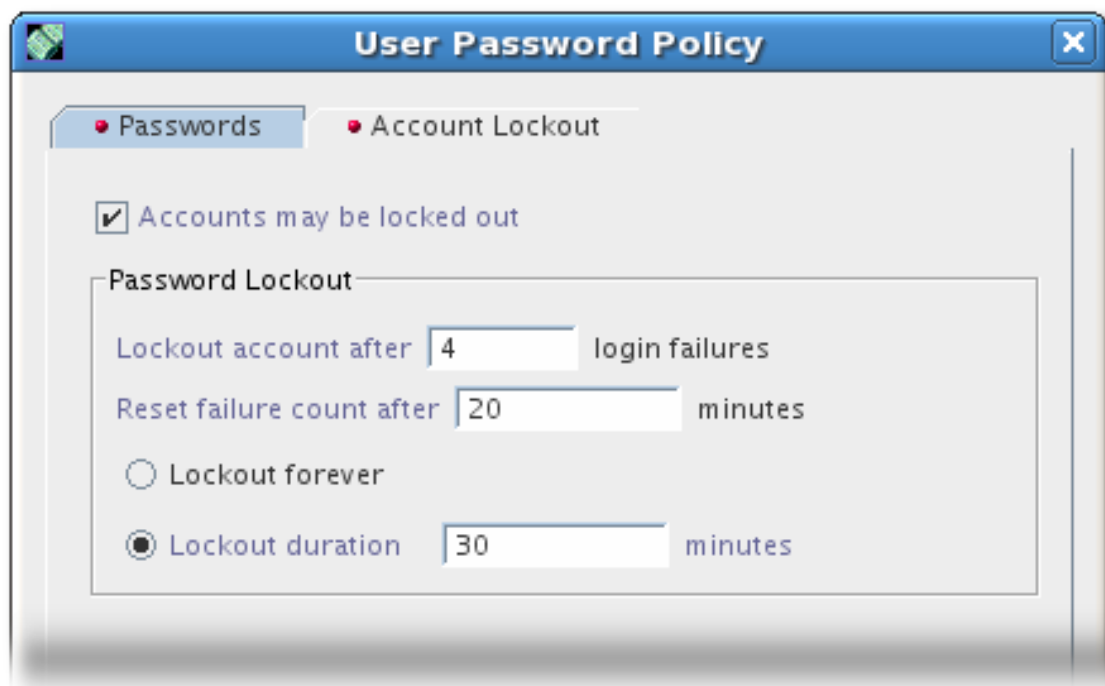 User Password Policy
Passwords Account Lockout
Accounts may be locked out
Password Lockout
Lockout account after 4 login failures
Reset failure count after 20 minutes
Lockout forever
Lockout duration 30 minutes